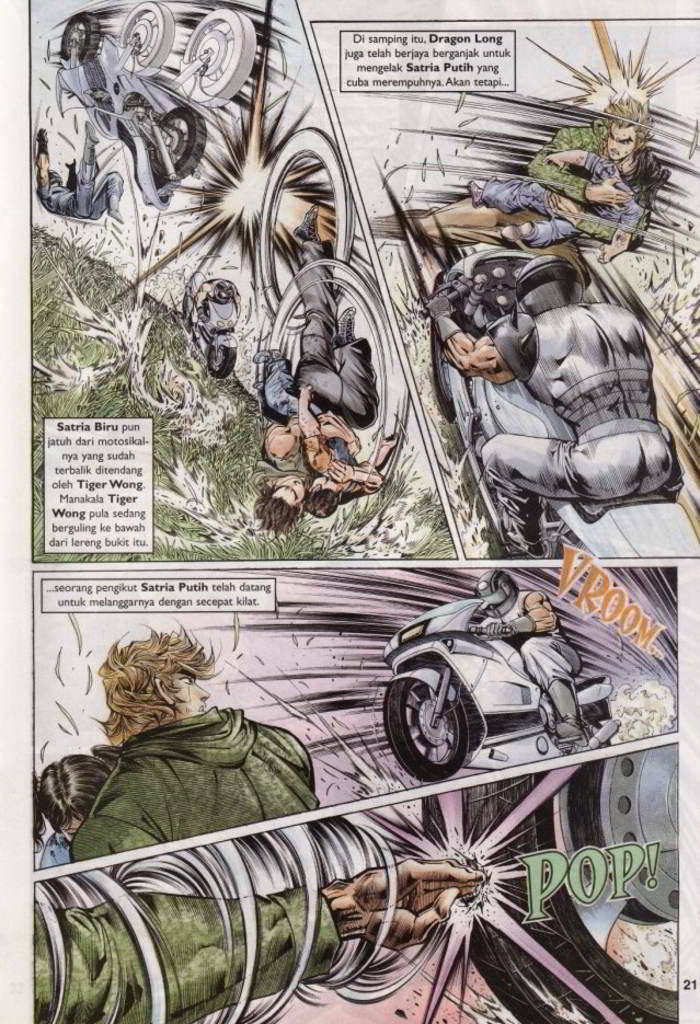 Di samping itu, Dragon Long
juga telah berjaya berganjak untuk
mengelak Satria Putih yang
cuba merempuhnya. Akan tetapi...
Satria Biru pun
jatuh dari motosikal-
nya yang sudah
terbalik ditendang
oleh Tiger Wong.
Manakala Tiger
Wong pula sedang
berguling ke bawah
dari lereng bukit itu.
...seorang pengikut Satria Putih telah datang
untuk melanggarnya dengan secepat kilat.
VROOM..
POP!
21